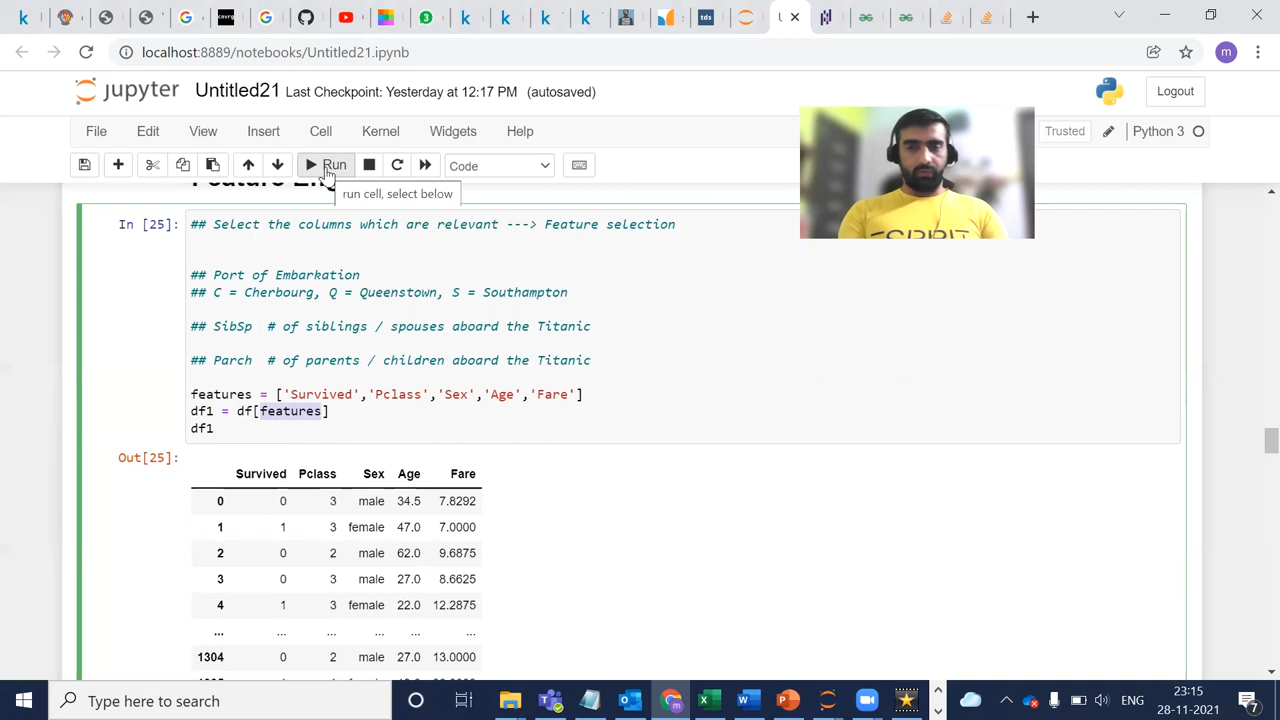 localhost:8889/notebooks/Untitled21.ipynb
m
jupyter Untitled21 Last Checkpoint: Yesterday at 12:17 PM (autosaved)
Logout
File Edit View Insert Cell Kernel Widgets Help
Trusted Python 3
Run Code
run cell, select below
In [25]: ## Select the columns which are relevant ---> Feature selection
## Port of Embarkation
## C = Cherbourg, Q = Queenstown, S = Southampton
## SibSp # of siblings / spouses aboard the Titanic
## Parch # of parents / children aboard the Titanic
features = ['Survived','Pclass','Sex','Age','Fare']
df1 = df[features]
df1
Out[25]:
Survived Pclass Sex Age Fare
0 0 3 male 34.5 7.8292
1 1 3 female 47.0 7.0000
2 0 2 male 62.0 9.6875
3 0 3 male 27.0 8.6625
4 1 3 female 22.0 12.2875
... ... ... ... ... ...
1304 0 2 male 27.0 13.0000
Type here to search
ENG
23:15
28-11-2021
7